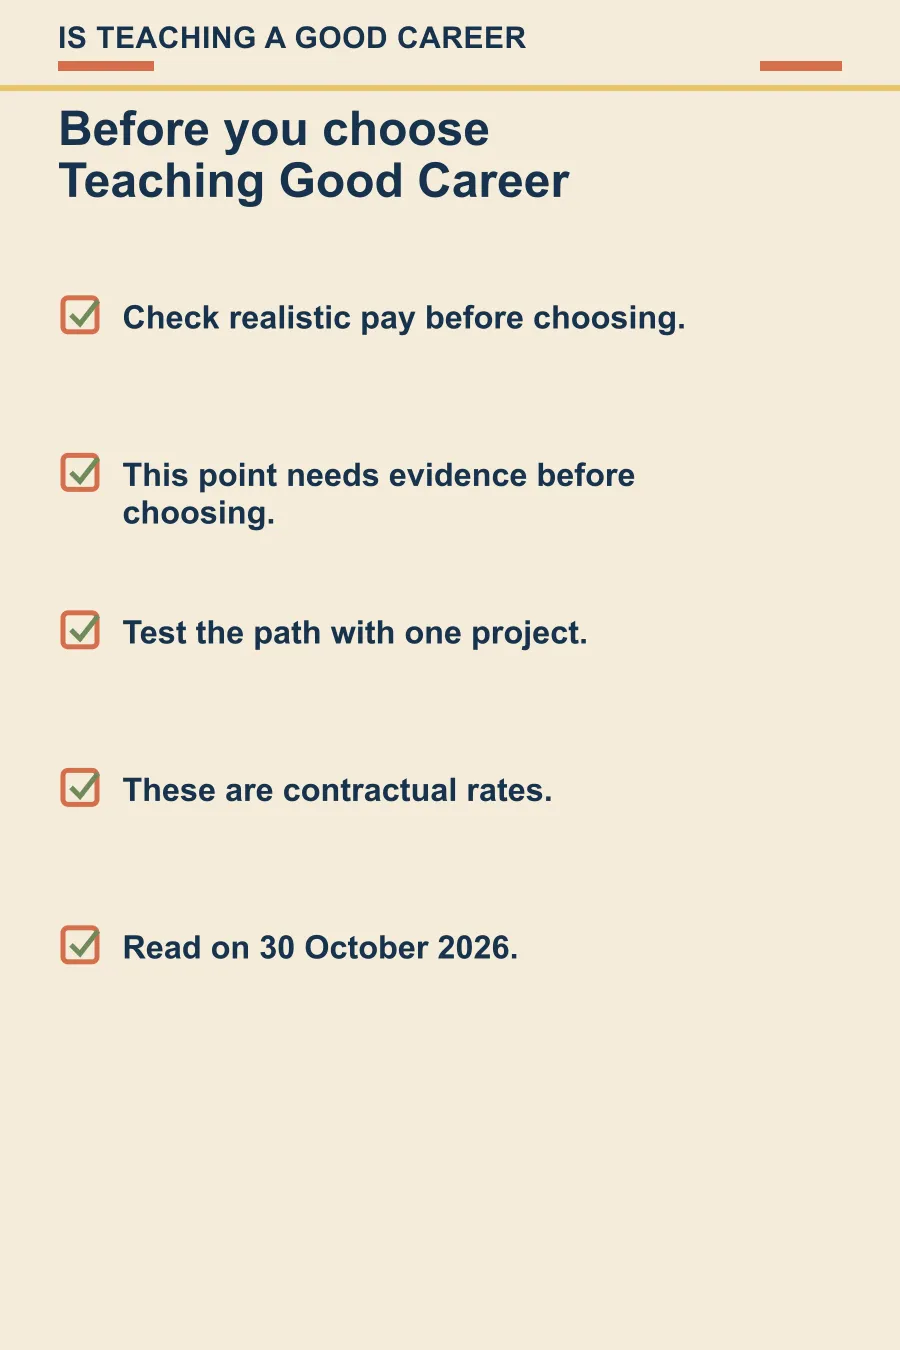 IS TEACHING A GOOD CAREER
Before you choose
Teaching Good Career
Check realistic pay before choosing.
This point needs evidence before
choosing.
Test the path with one project.
These are contractual rates.
Read on 30 October 2026.